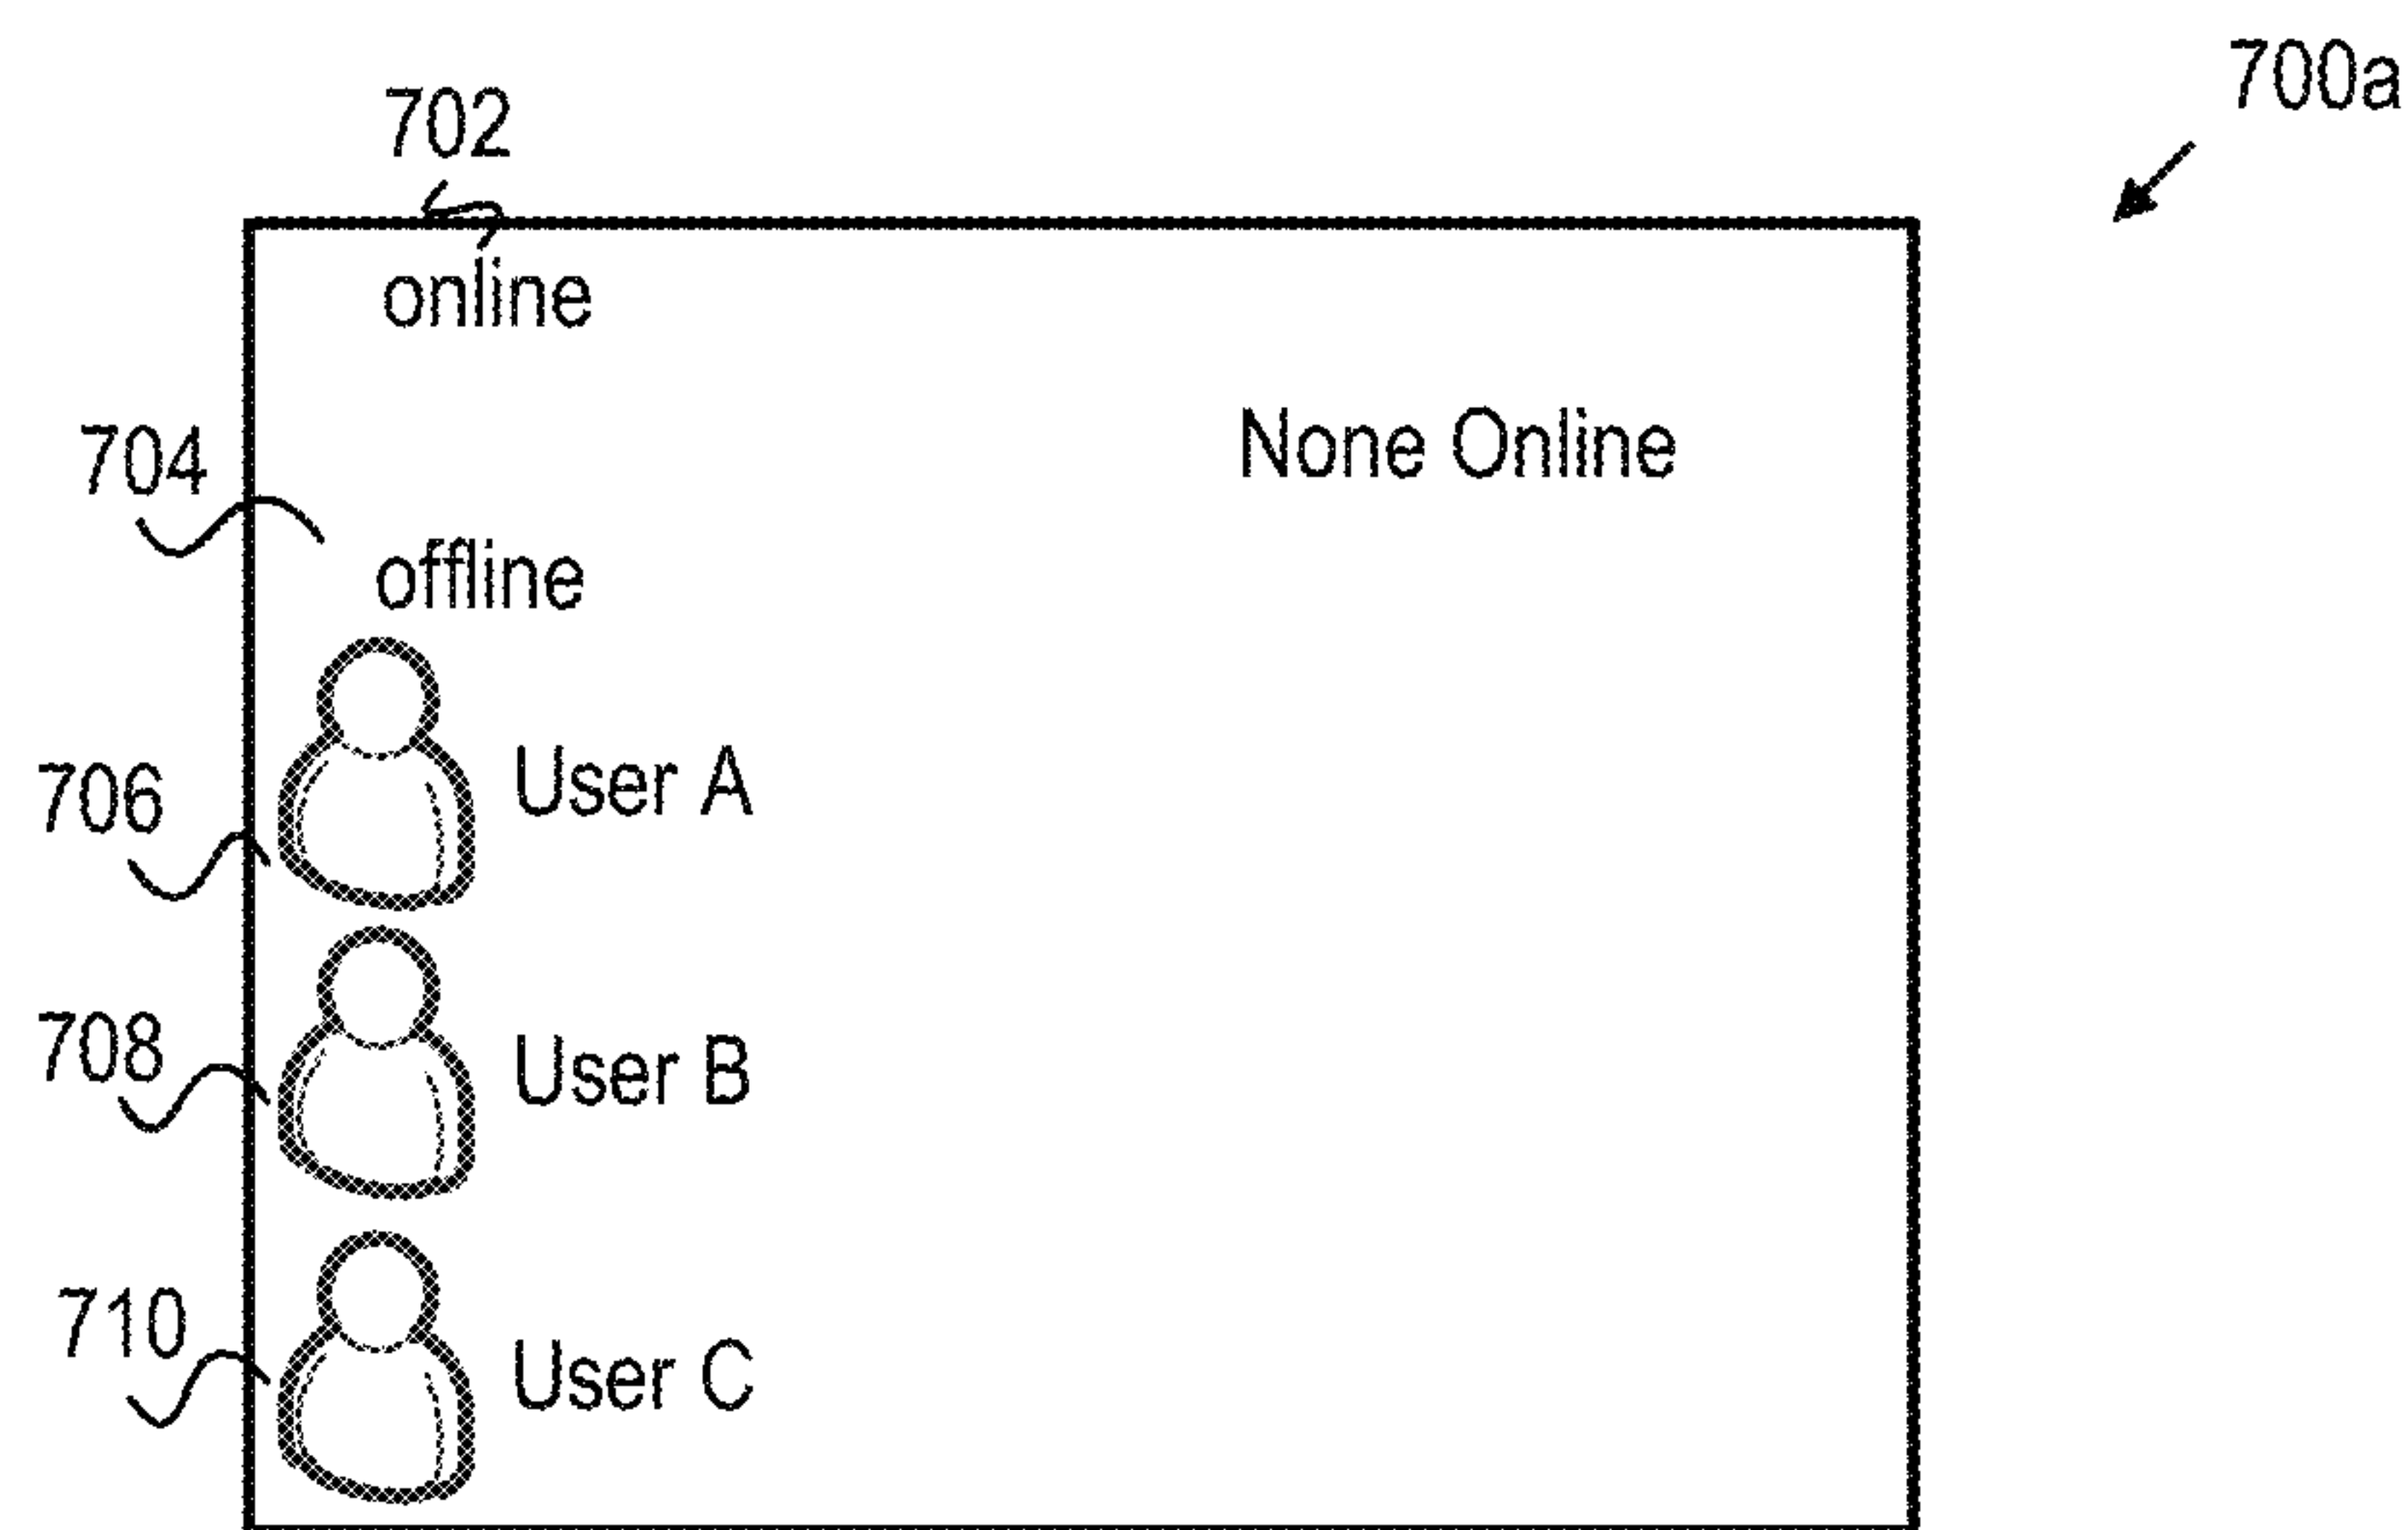 700a
702
online
None Online
704
offline
706
User A
708
User B
710
User C